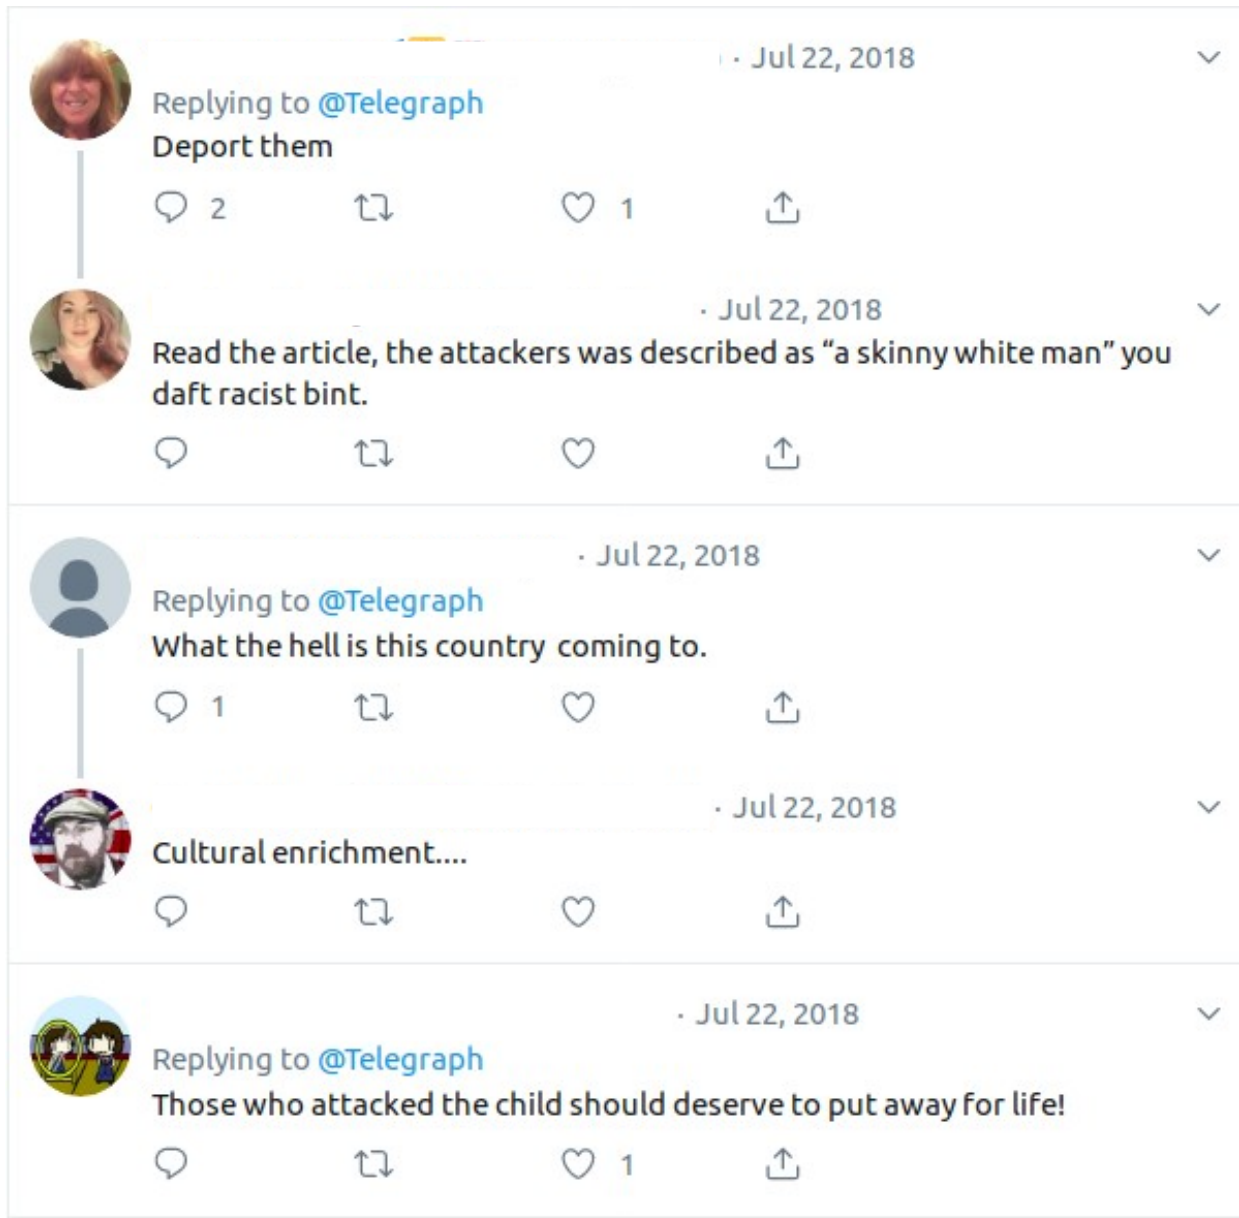 · Jul 22, 2018
Replying to @Telegraph
Deport them
2 1
· Jul 22, 2018
Read the article, the attackers was described as “a skinny white man” you
daft racist bint.
· Jul 22, 2018
Replying to @Telegraph
What the hell is this country coming to.
1
· Jul 22, 2018
Cultural enrichment....
· Jul 22, 2018
Replying to @Telegraph
Those who attacked the child should deserve to put away for life!
1